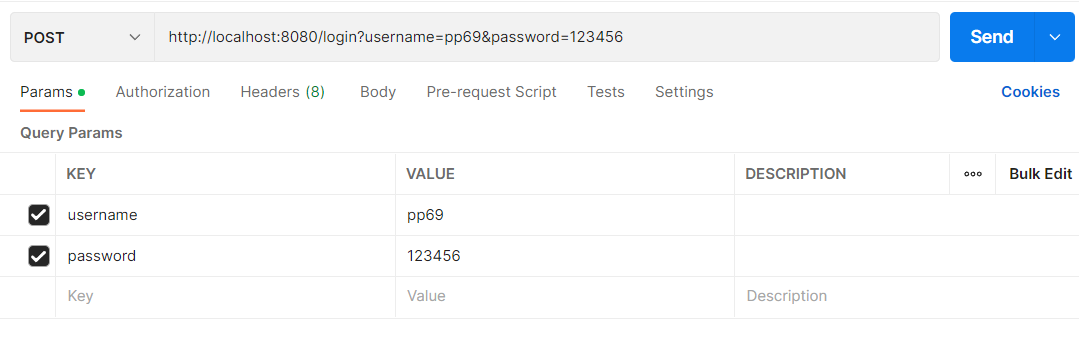 POST http://localhost:8080/login?username=pp69&password=123456 Send
Params Authorization Headers (8) Body Pre-request Script Tests Settings Cookies
Query Params
KEY VALUE DESCRIPTION Bulk Edit
username pp69
password 123456
Key Value Description